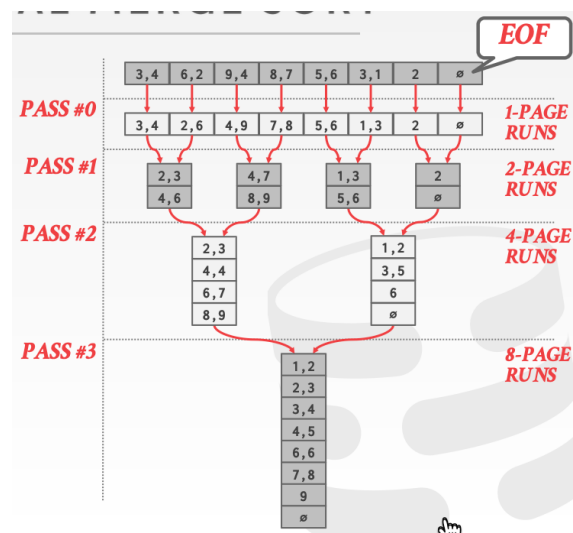 EOF
3,4 6,2 9,4 8,7 5,6 3,1 2 ø
PASS #0
1-PAGE
RUNS
3,4 2,6 4,9 7,8 5,6 1,3 2 ø
PASS #1
2-PAGE
RUNS
2,3 4,7 1,3 2
4,6 8,9 5,6 ø
PASS #2
4-PAGE
RUNS
2,3 1,2
4,4 3,5
6,7 6
8,9 ø
PASS #3
8-PAGE
RUNS
1,2
2,3
3,4
4,5
6,6
7,8
9
ø